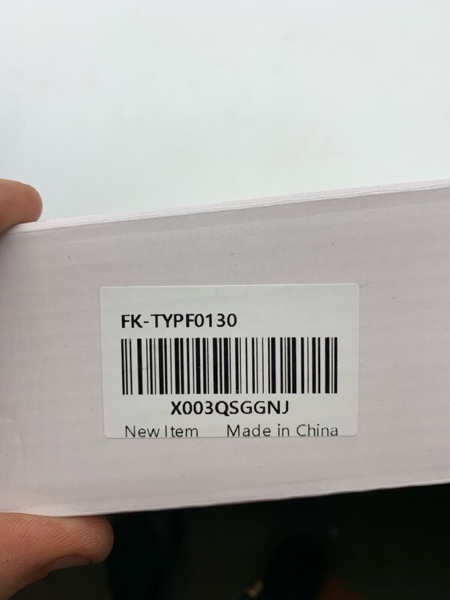 FK-TYPF0130
X003QSGGNJ
New Item Made in China